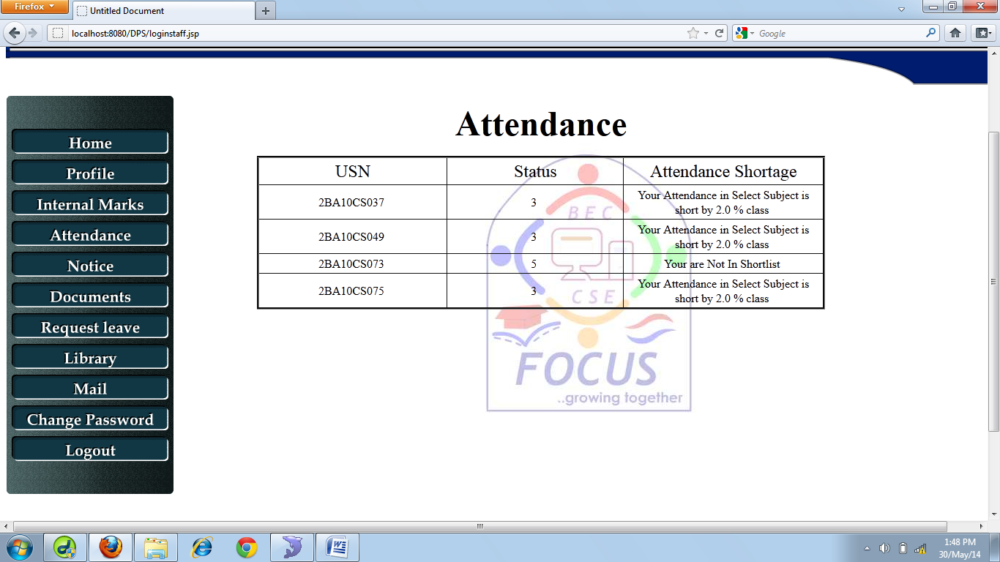 Firefox
Untitled Document
localhost:8080/DPS/loginstaff.jsp
Google
Home
Profile
Internal Marks
Attendance
Notice
Documents
Request leave
Library
Mail
Change Password
Logout
Attendance
USN Status Attendance Shortage
2BA10CS037 3 Your Attendance in Select Subject is
short by 2.0 % class
2BA10CS049 3 Your Attendance in Select Subject is
short by 2.0 % class
2BA10CS073 5 Your are Not In Shortlist
2BA10CS075 3 Your Attendance in Select Subject is
short by 2.0 % class
BEC
CSE
FOCUS
..growing together
1:48 PM
30/May/14